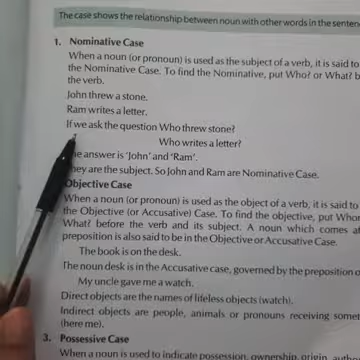 The case shows the relationship between noun with other words in the
1. Nominative Case
When a noun (or pronoun) is used as the subject of a verb, it is said to
the Nominative Case. To find the Nominative, put Who? or What?
the verb.
John threw a stone.
Ram writes a letter.
If we ask the question Who threw stone?
Who writes a letter?
answer is 'John' and 'Ram'.
are the subject. So John and Ram are Nominative Case.
Objective Case
When a noun (or pronoun) is used as the object of a verb, it is said to
the Objective (or Accusative) Case. To find the objective, put
What? before the verb and its subject. A noun which comes
preposition is also said to be in the Objective or Accusative Case.
The book is on the desk.
The noun desk is in the Accusative case, governed by the preposition
My uncle gave me a watch.
Direct objects are the names of lifeless objects (watch).
Indirect objects are people, animals or pronouns receiving
(here me).
3. Possessive Case
When a noun is used to indicate possession, ownership, origin,